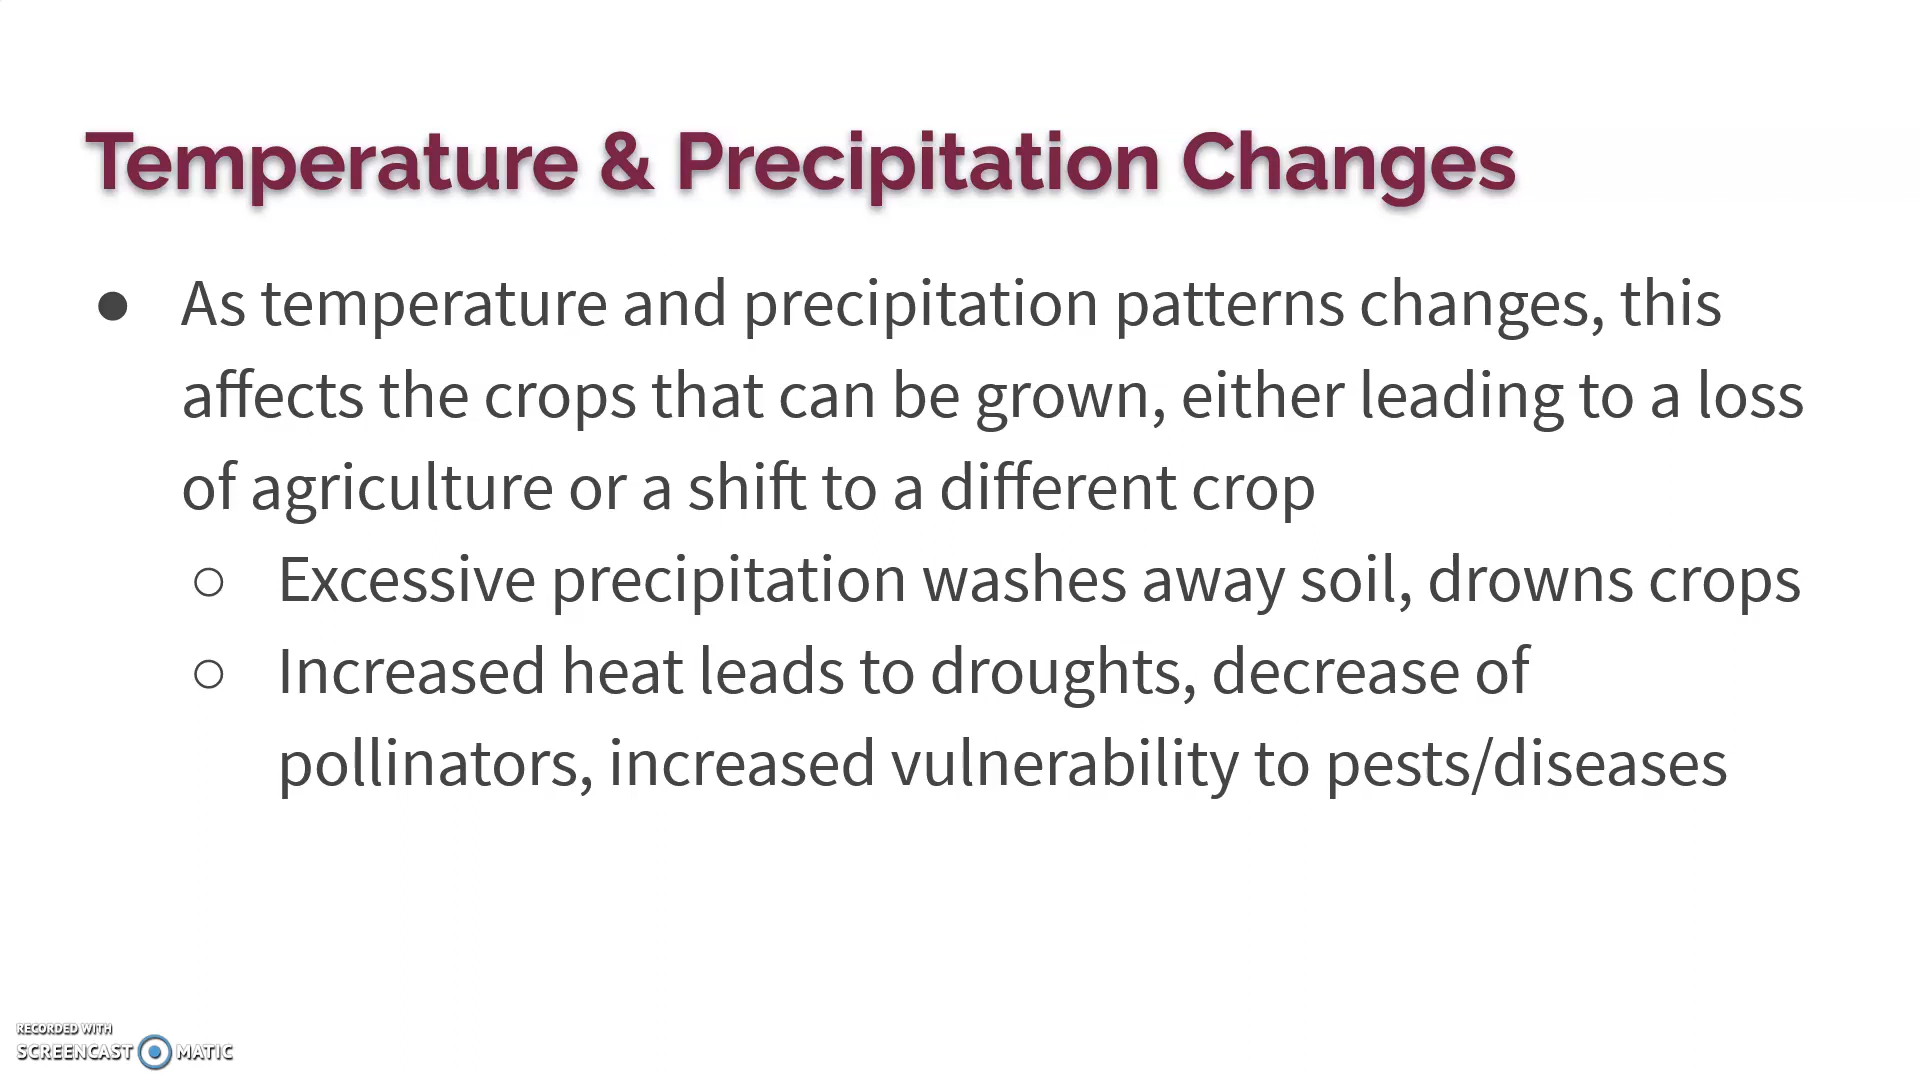 Temperature & Precipitation Changes
● As temperature and precipitation patterns changes, this
affects the crops that can be grown, either leading to a loss
of agriculture or a shift to a different crop
○ Excessive precipitation washes away soil, drowns crops
○ Increased heat leads to droughts, decrease of
pollinators, increased vulnerability to pests/diseases
RECORDED WITH
SCREENCAST MATIC